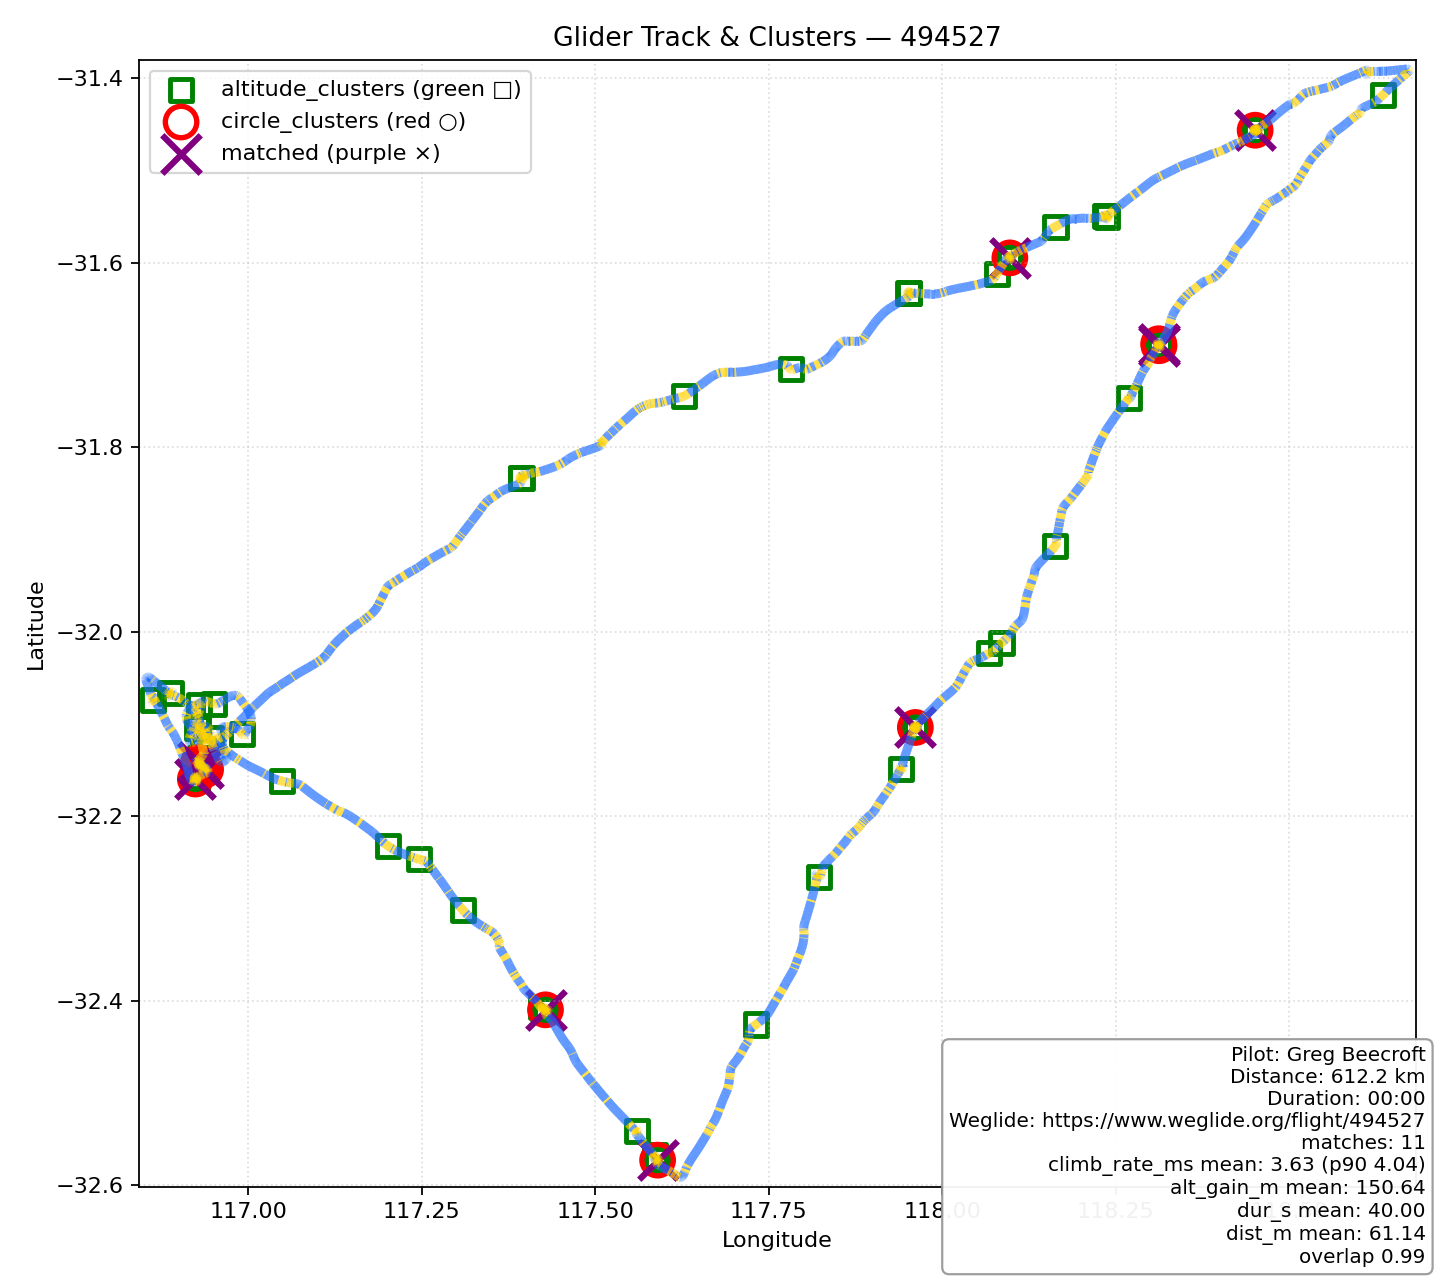 Glider Track & Clusters — 494527
altitude_clusters (green □)
circle_clusters (red ○)
matched (purple ×)
Latitude
−31.4
−31.6
−31.8
−32.0
−32.2
−32.4
−32.6
117.00
117.25
117.50
117.75
118.00
118.25
Longitude
Pilot: Greg Beecroft
Distance: 612.2 km
Duration: 00:00
Weglide: https://www.weglide.org/flight/494527
matches: 11
climb_rate_ms mean: 3.63 (p90 4.04)
alt_gain_m mean: 150.64
dur_s mean: 40.00
dist_m mean: 61.14
overlap 0.99